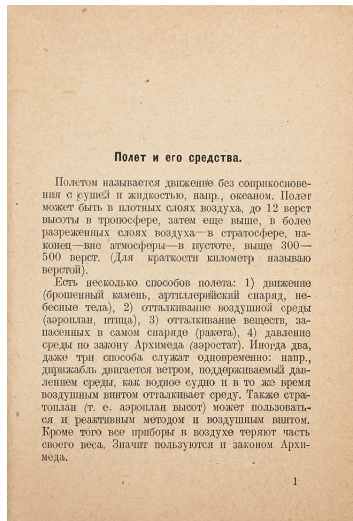 Полет и его средства.
Полетом называется движение без соприкоснове-
ния с сушей и жидкостью, напр., океаном. Полет
может быть в плотных слоях воздуха, до 12 верст
высоты в тропосфере, затем еще выше, в более
разреженных слоях воздуха—в стратосфере, на-
конец—вне атмосферы—в пустоте, выше 300—
500 верст. (Для краткости километр называю
верстой).
Есть несколько способов полета: 1) движение
(брошенный камень, артиллерийский снаряд, не-
бесные тела), 2) отталкивание воздушной среды
(аэроплан, птица), 3) отталкивание веществ, за-
пасенных в самом снаряде (ракета), 4) давление
среды по закону Архимеда (аэростат). Иногда два,
даже три способа служат одновременно: напр.,
дирижабль двигается ветром, поддерживаемый дав-
лением среды, как водное судно и в то же время
воздушным винтом отталкивает среду. Также стра-
топлан (т. е. аэроплан высот) может пользовать-
ся и реактивным методом и воздушным винтом.
Кроме того все приборы в воздухе теряют часть
своего веса. Значит пользуются и законом Архи-
меда.
1